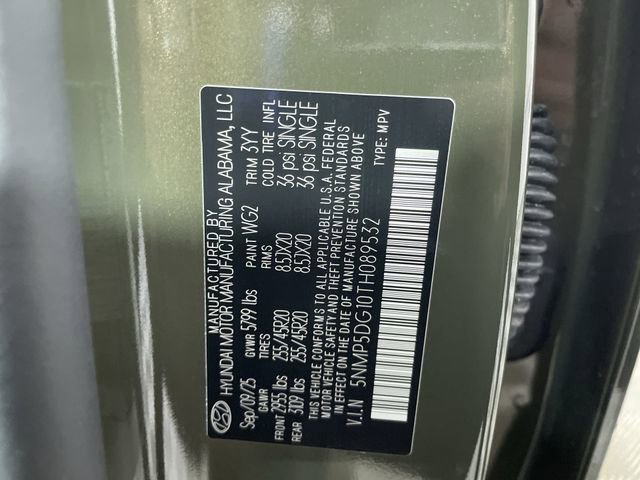 MANUFACTURED BY
HYUNDAI MOTOR MANUFACTURING ALABAMA, LLC
Sep/09/25 GVWR 5799 lbs PAINT WG2 TRIM 3YY
GAWR TIRES RIMS COLD TIRE INFL
FRONT 2955 lbs 255/45R20 8.5JX20 36 psi SINGLE
REAR 3109 lbs 255/45R20 8.5JX20 36 psi SINGLE
THIS VEHICLE CONFORMS TO ALL APPLICABLE U.S.A. FEDERAL
MOTOR VEHICLE SAFETY AND THEFT PREVENTION STANDARDS
IN EFFECT ON THE DATE OF MANUFACTURE SHOWN ABOVE
V.I.N 5NMP5DG10TH089532 TYPE: MPV